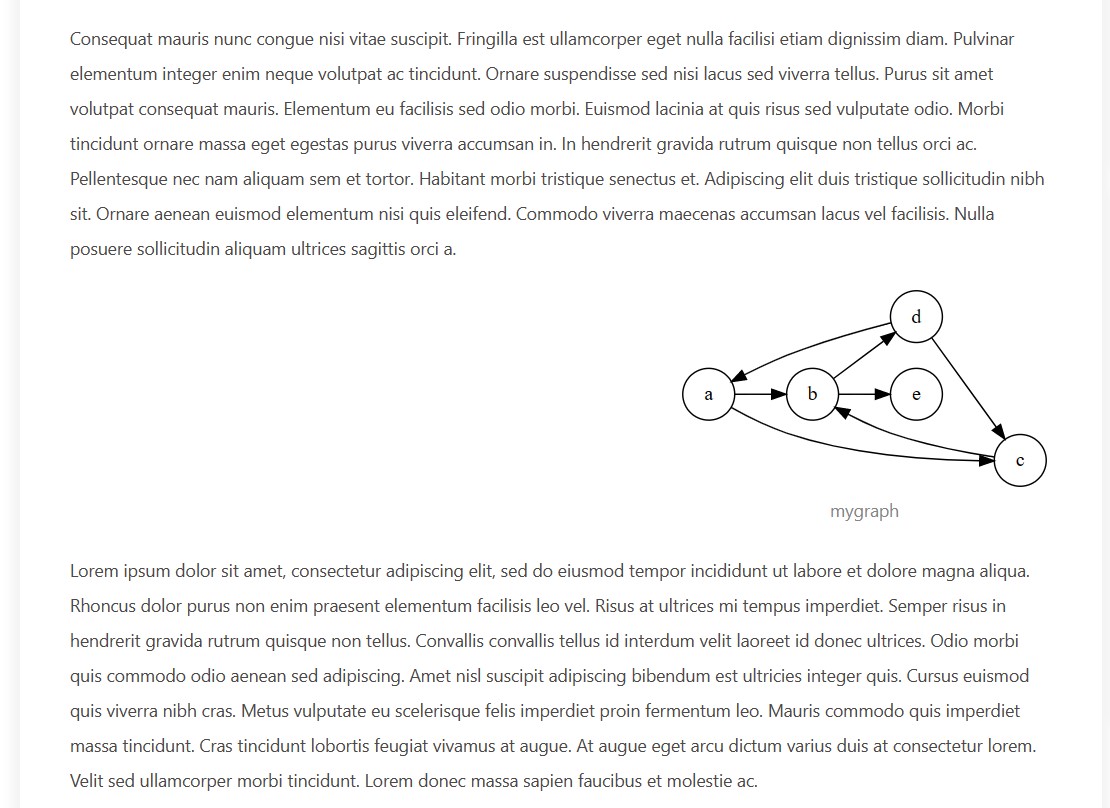 Consequat mauris nunc congue nisi vitae suscipit. Fringilla est ullamcorper eget nulla facilisi etiam dignissim diam. Pulvinar
elementum integer enim neque volutpat ac tincidunt. Ornare suspendisse sed nisi lacus sed viverra tellus. Purus sit amet
volutpat consequat mauris. Elementum eu facilisis sed odio morbi. Euismod lacinia at quis risus sed vulputate odio. Morbi
tincidunt ornare massa eget egestas purus viverra accumsan in. In hendrerit gravida rutrum quisque non tellus orci ac.
Pellentesque nec nam aliquam sem et tortor. Habitant morbi tristique senectus et. Adipiscing elit duis tristique sollicitudin nibh
sit. Ornare aenean euismod elementum nisi quis eleifend. Commodo viverra maecenas accumsan lacus vel facilisis. Nulla
posuere sollicitudin aliquam ultrices sagittis orci a.
d
a
b
e
c
mygraph
Lorem ipsum dolor sit amet, consectetur adipiscing elit, sed do eiusmod tempor incididunt ut labore et dolore magna aliqua.
Rhoncus dolor purus non enim praesent elementum facilisis leo vel. Risus at ultrices mi tempus imperdiet. Semper risus in
hendrerit gravida rutrum quisque non tellus. Convallis convallis tellus id interdum velit laoreet id donec ultrices. Odio morbi
quis commodo odio aenean sed adipiscing. Amet nisl suscipit adipiscing bibendum est ultricies integer quis. Cursus euismod
quis viverra nibh cras. Metus vulputate eu scelerisque felis imperdiet proin fermentum leo. Mauris commodo quis imperdiet
massa tincidunt. Cras tincidunt lobortis feugiat vivamus at augue. At augue eget arcu dictum varius duis at consectetur lorem.
Velit sed ullamcorper morbi tincidunt. Lorem donec massa sapien faucibus et molestie ac.